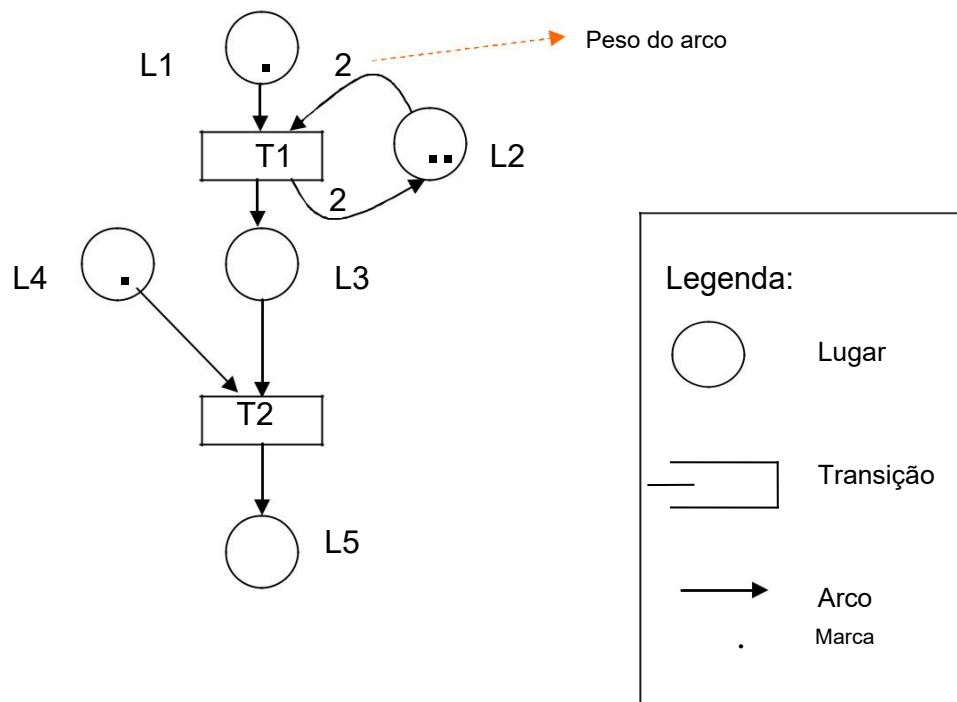 Peso do arco
L1
2
T1
L2
2
L4
L3
T2
L5
Legenda:
Lugar
Transição
Arco
Marca